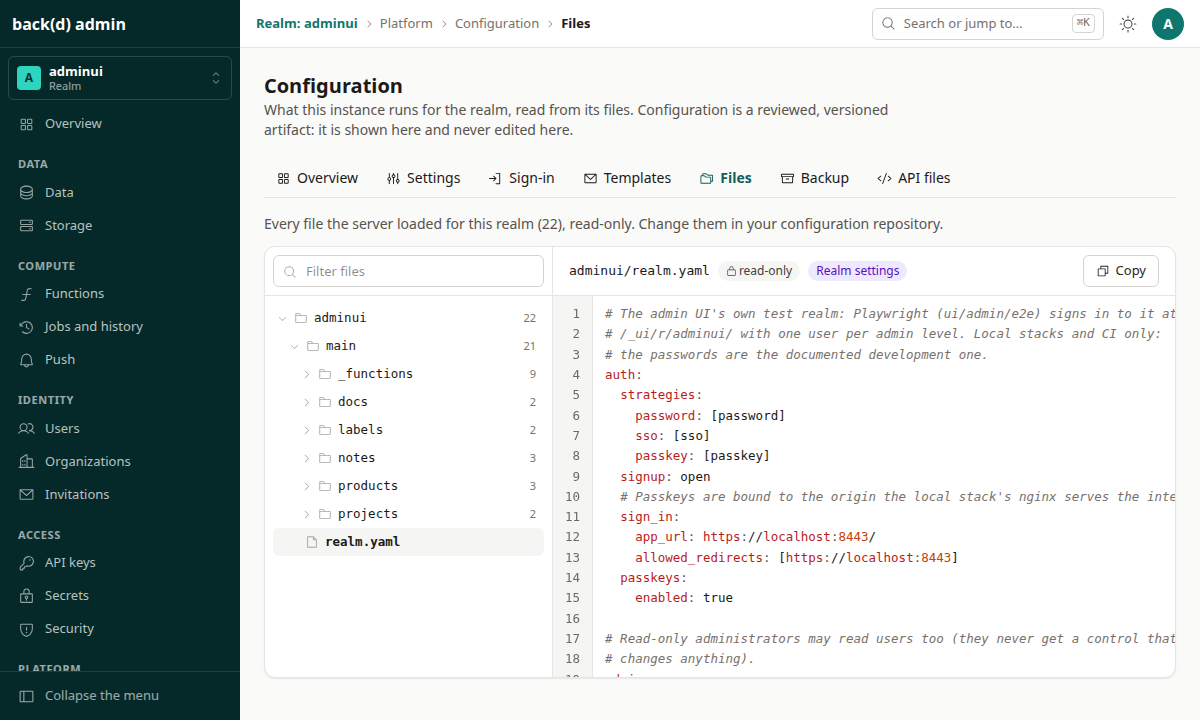 back(d) admin
A
adminui
Realm
Overview
DATA
Data
Storage
COMPUTE
Functions
Jobs and history
Push
IDENTITY
Users
Organizations
Invitations
ACCESS
API keys
Secrets
Security
PLATFORM
Collapse the menu
Realm: adminui
Platform
Configuration
Files
Search or jump to...
⌘K
A
Configuration
What this instance runs for the realm, read from its files. Configuration is a reviewed, versioned
artifact: it is shown here and never edited here.
Overview
Settings
Sign-in
Templates
Files
Backup
API files
Every file the server loaded for this realm (22), read-only. Change them in your configuration repository.
Filter files
adminui 22
main 21
_functions 9
docs 2
labels 2
notes 3
products 3
projects 2
realm.yaml
adminui/realm.yaml
read-only
Realm settings
Copy
1 # The admin UI's own test realm: Playwright (ui/admin/e2e) signs in to it at
2 # /_ui/r/adminui/ with one user per admin level. Local stacks and CI only:
3 # the passwords are the documented development one.
4 auth:
5 strategies:
6 password: [password]
7 sso: [sso]
8 passkey: [passkey]
9 signup: open
10 # Passkeys are bound to the origin the local stack's nginx serves the inte
11 sign_in:
12 app_url: https://localhost:8443/
13 allowed_redirects: [https://localhost:8443]
14 passkeys:
15 enabled: true
16
17 # Read-only administrators may read users too (they never get a control that
18 # changes anything).